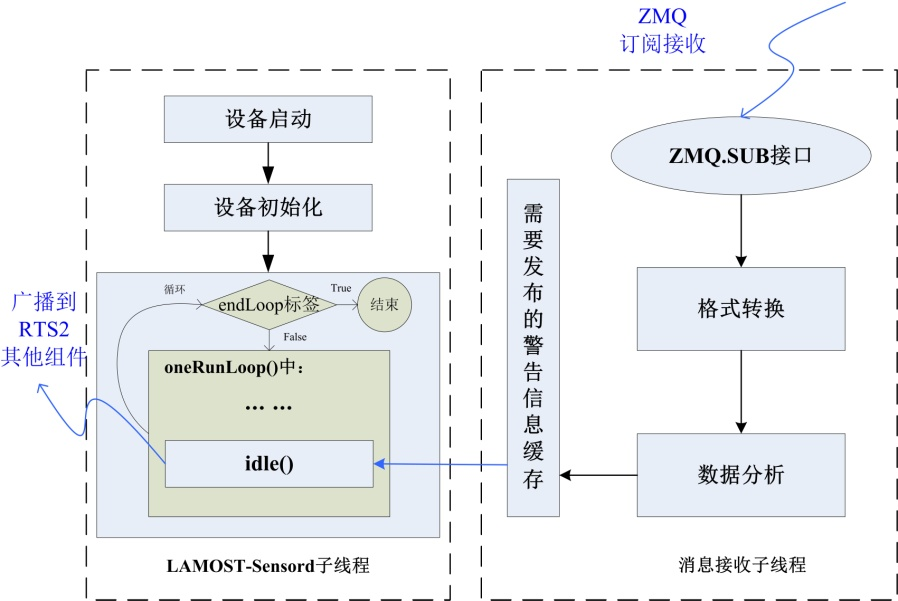 ZMQ
订阅接收
设备启动
设备初始化
循环
endLoop标签
True
结束
False
oneRunLoop()中：
... ...
idle()
LAMOST-Sensord子线程
广播到
RTS2
其他组件
ZMQ.SUB接口
格式转换
数据分析
需要发布的警告信息缓存
消息接收子线程